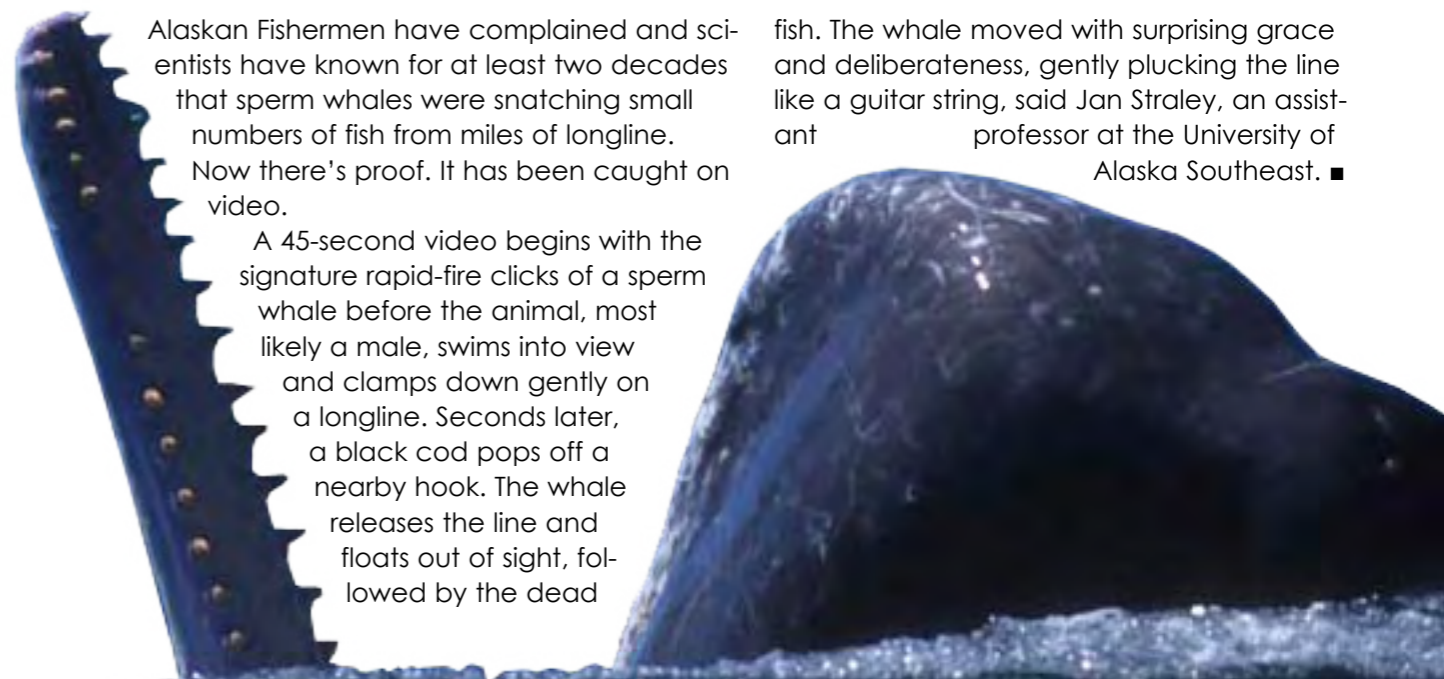 Alaskan Fishermen have complained and sci-
entists have known for at least two decades
that sperm whales were snatching small
numbers of fish from miles of longline.
Now there's proof. It has been caught on
video.
A 45-second video begins with the
signature rapid-fire clicks of a sperm
whale before the animal, most
likely a male, swims into view
and clamps down gently on
a longline. Seconds later,
a black cod pops off a
nearby hook. The whale
releases the line and
floats out of sight, fol-
lowed by the dead
fish. The whale moved with surprising grace
and deliberateness, gently plucking the line
like a guitar string, said Jan Straley, an assist-
ant professor at the University of
Alaska Southeast. ■